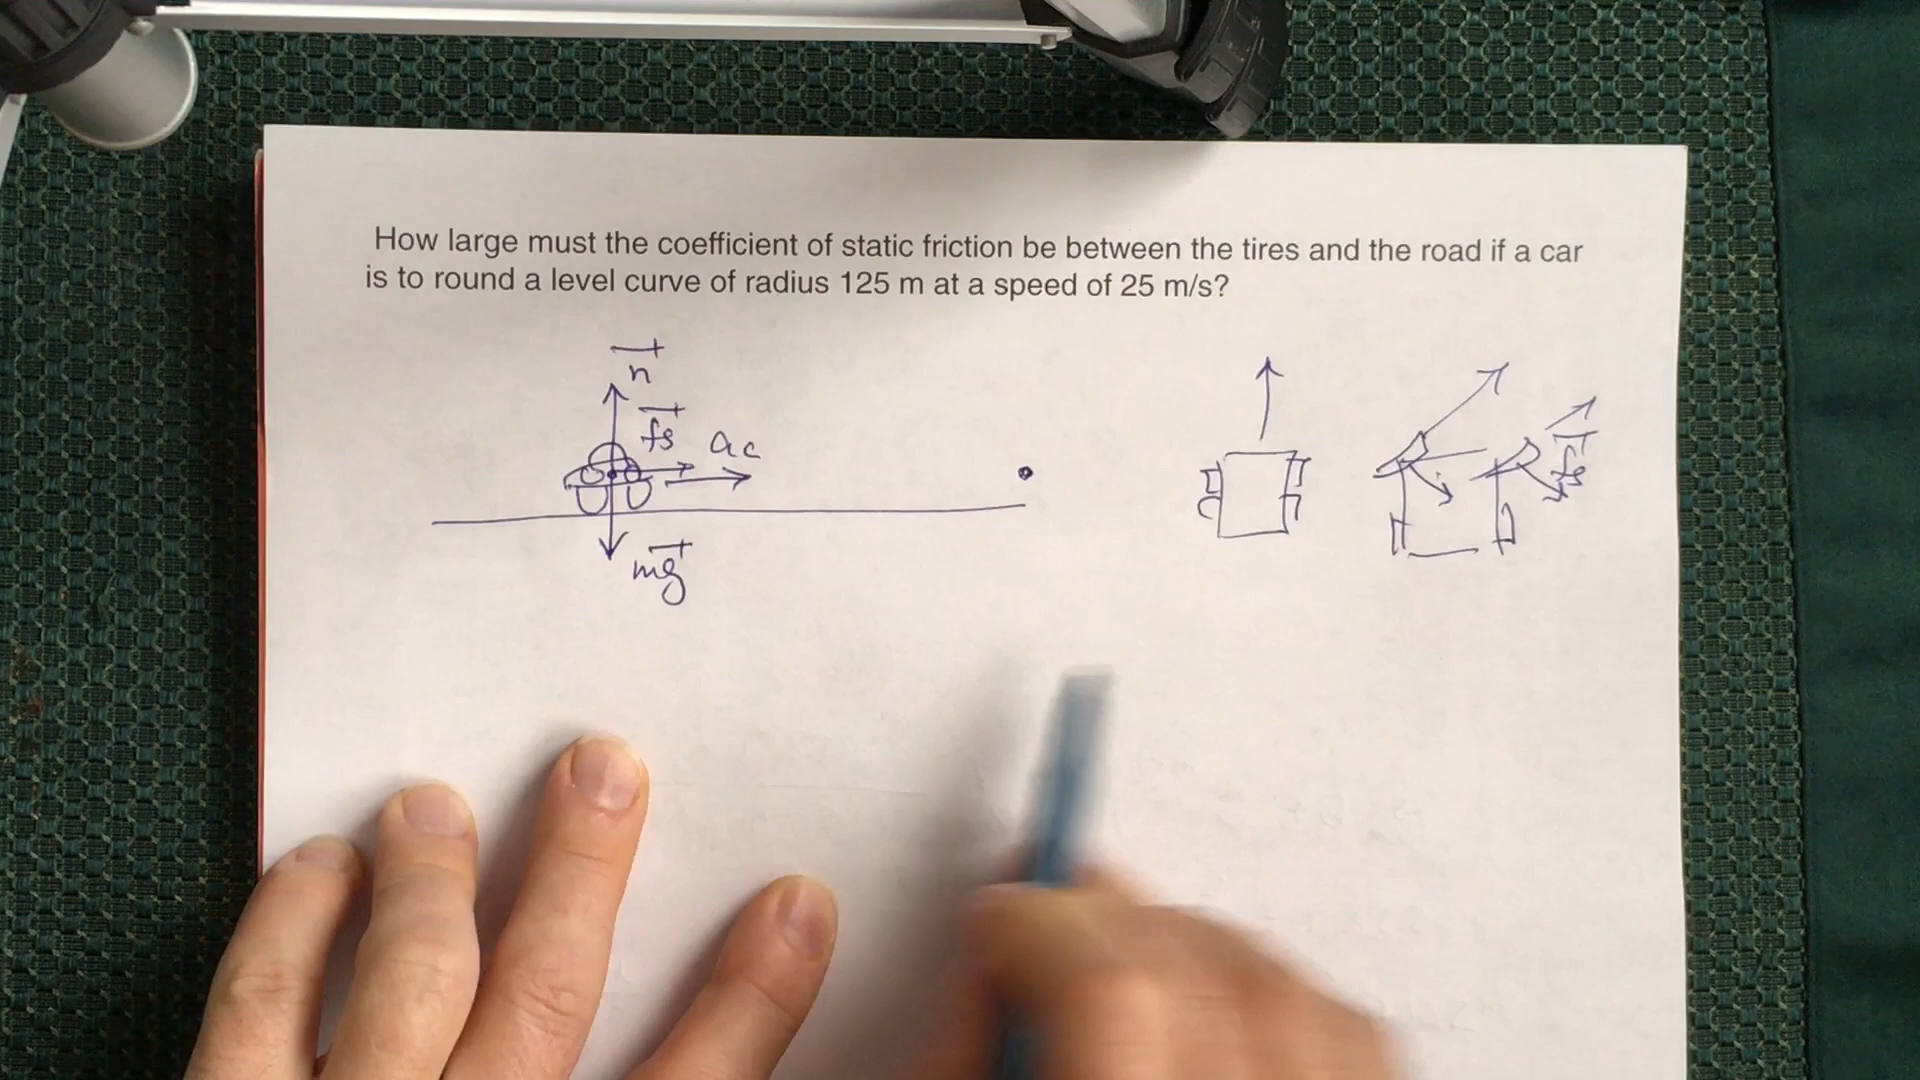 How large must the coefficient of static friction be between the tires and the road if a car
is to round a level curve of radius 125 m at a speed of 25 m/s?
n
fs
ac
mg
fs